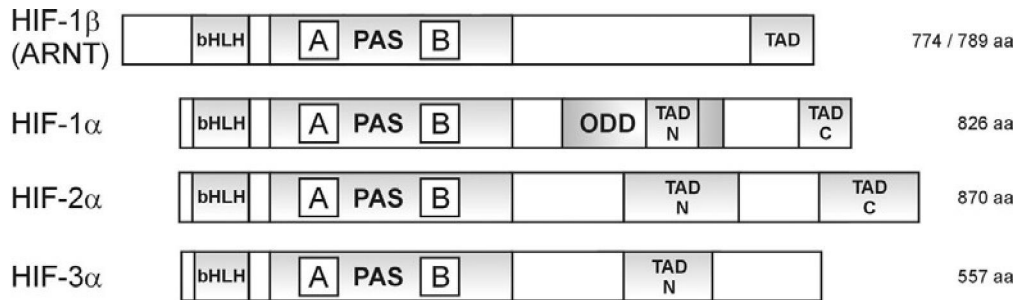 HIF-1β
(ARNT)
bHLH A PAS B TAD 774 / 789 aa
HIF-1α bHLH A PAS B ODD TAD N TAD C 826 aa
HIF-2α bHLH A PAS B TAD N TAD C 870 aa
HIF-3α bHLH A PAS B TAD N 557 aa